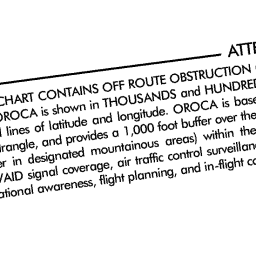 ATTE
CHART CONTAINS OFF ROUTE OBSTRUCTION
OROCA is shown in THOUSANDS and HUNDRED
lines of latitude and longitude. OROCA is base
rangle, and provides a 1,000 foot buffer over the
er in designated mountainous areas) within the
/AID signal coverage, air traffic control surveillan
ational awareness, flight planning, and in-flight co